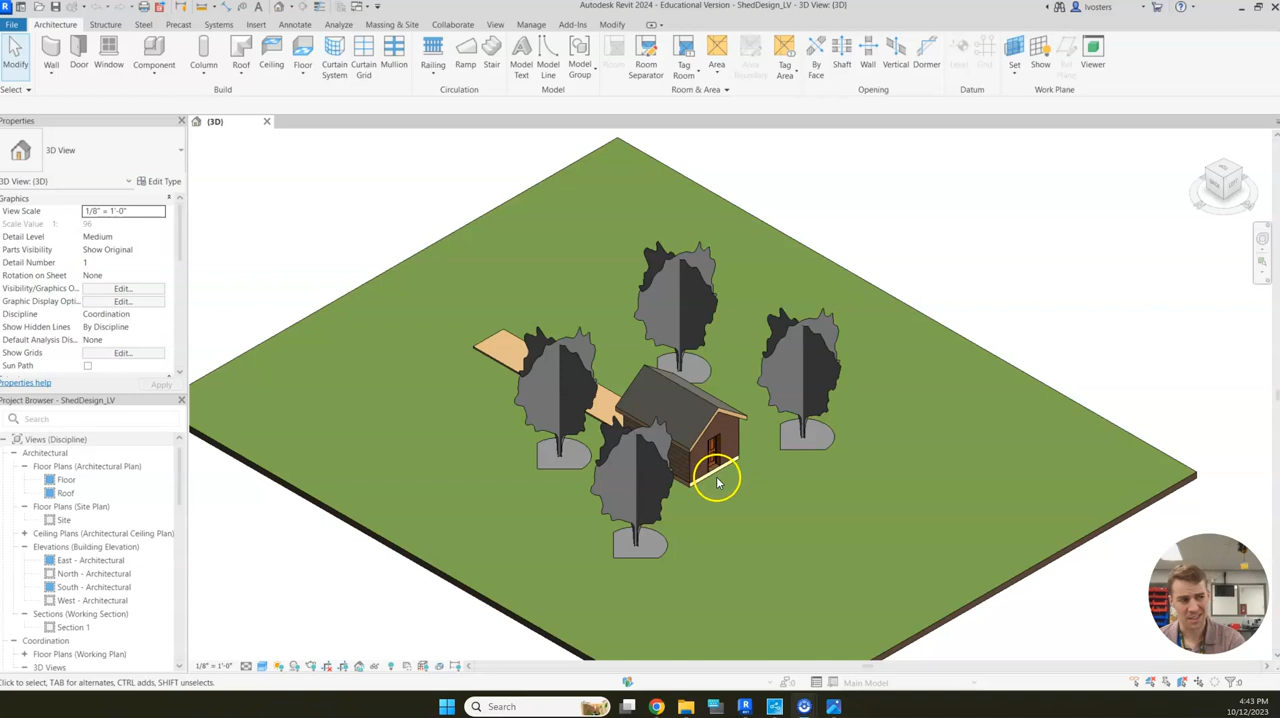 Autodesk Revit 2024 - Educational Version - ShedDesign_LV - 3D View: {3D}
lvosters
File Architecture Structure Steel Precast Systems Insert Annotate Analyze Massing & Site Collaborate View Manage Add-Ins Modify
Modify Wall Door Window Component Column Roof Ceiling Floor Curtain System Curtain Grid Mullion Railing Ramp Stair Model Text Model Line Model Group Room Room Separator Tag Room Area Area Boundary Tag Area By Face Shaft Wall Vertical Dormer Level Grid Set Show Ref Plane Viewer
Select Build Circulation Model Room & Area Opening Datum Work Plane
Properties
{3D}
3D View
3D View: {3D} Edit Type
Graphics
View Scale 1/8" = 1'-0"
Scale Value 1: 96
Detail Level Medium
Parts Visibility Show Original
Detail Number 1
Rotation on Sheet None
Visibility/Graphics O... Edit...
Graphic Display Opti... Edit...
Discipline Coordination
Show Hidden Lines By Discipline
Default Analysis Dis... None
Show Grids Edit...
Sun Path
Properties help Apply
Project Browser - ShedDesign_LV
Search
Views (Discipline)
Architectural
Floor Plans (Architectural Plan)
Floor
Roof
Floor Plans (Site Plan)
Site
Ceiling Plans (Architectural Ceiling Plan)
Elevations (Building Elevation)
East - Architectural
North - Architectural
South - Architectural
West - Architectural
Sections (Working Section)
Section 1
Coordination
Floor Plans (Working Plan)
3D Views
1/8" = 1'-0"
Click to select, TAB for alternates, CTRL adds, SHIFT unselects.
:0
Main Model
:0
Search
4:43 PM
10/12/2023